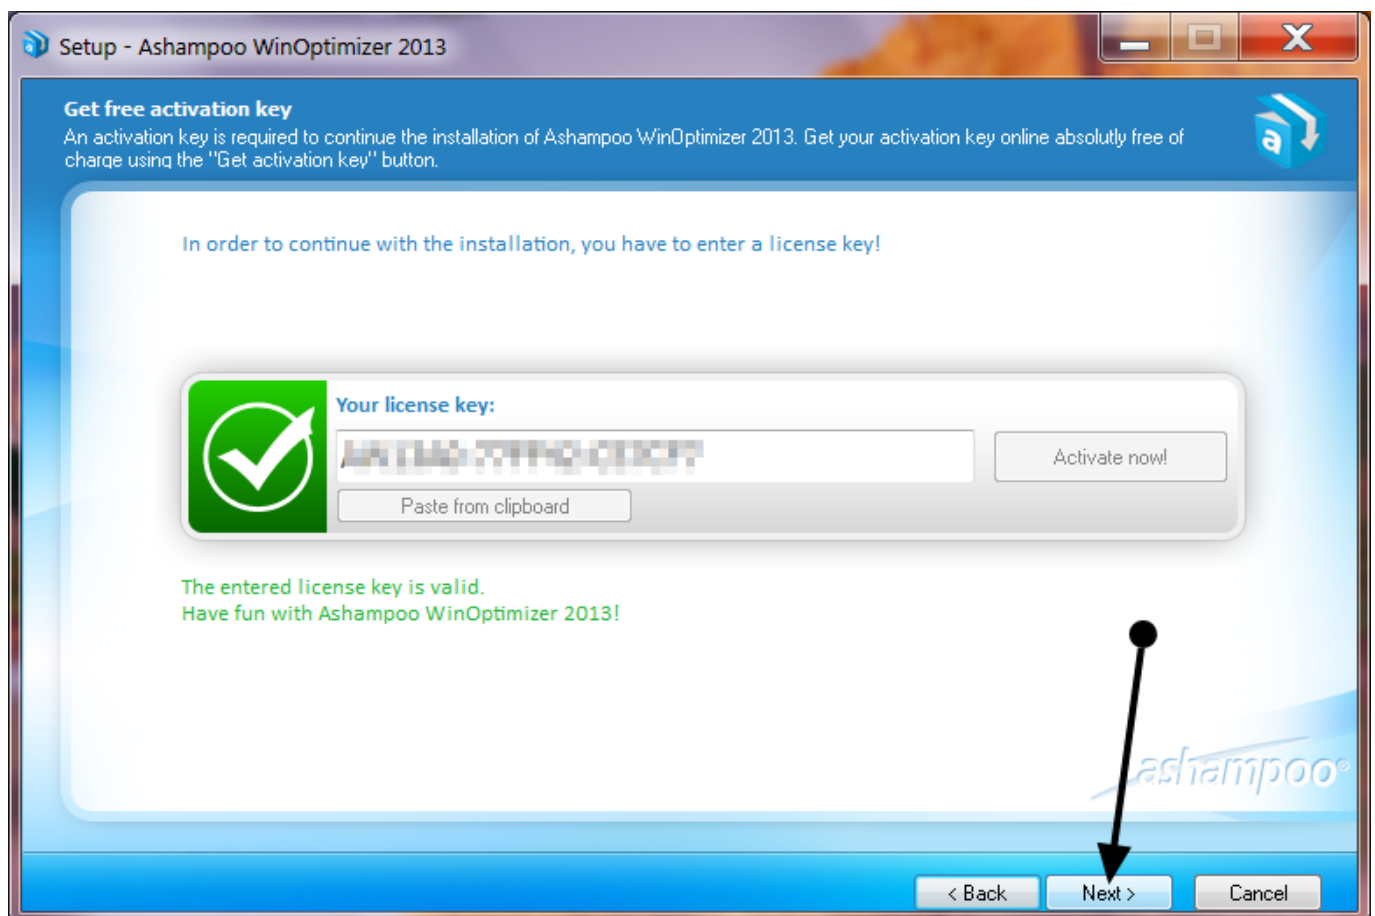 Setup - Ashampoo WinOptimizer 2013
Get free activation key
An activation key is required to continue the installation of Ashampoo WinOptimizer 2013. Get your activation key online absolutly free of
charge using the "Get activation key" button.
In order to continue with the installation, you have to enter a license key!
Your license key:
Activate now!
Paste from clipboard
The entered license key is valid.
Have fun with Ashampoo WinOptimizer 2013!
ashampoo®
< Back
Next >
Cancel